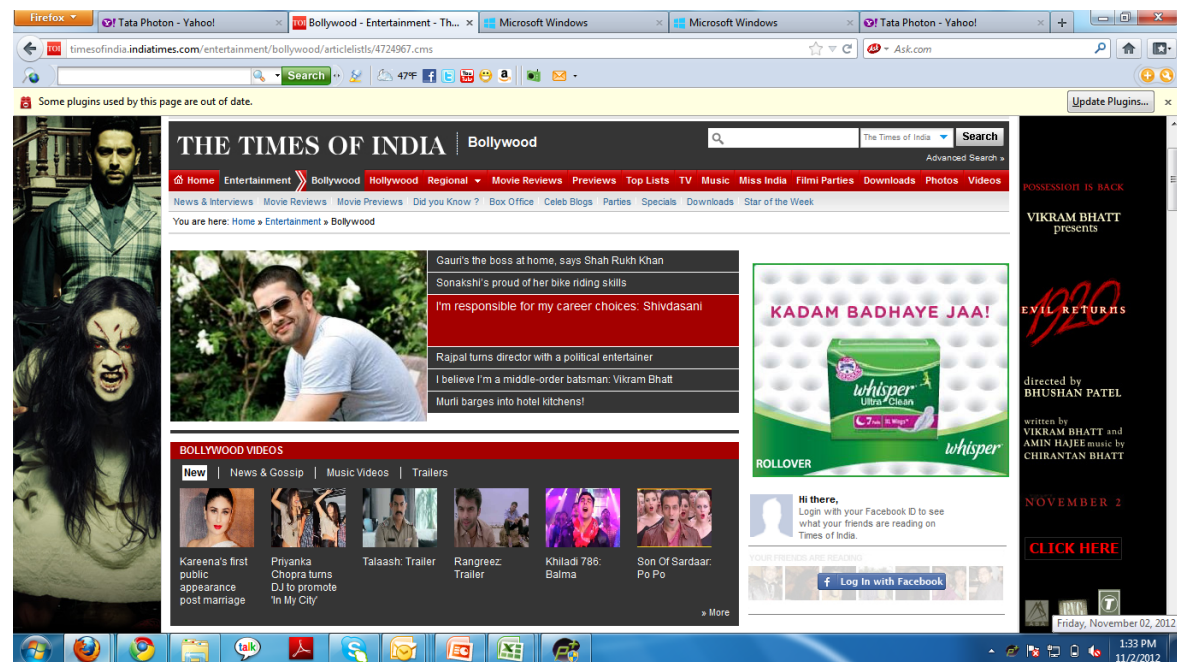 Firefox
Tata Photon - Yahoo!
Bollywood - Entertainment - Th...
Microsoft Windows
Microsoft Windows
Tata Photon - Yahoo!
timesofindia.indiatimes.com/entertainment/bollywood/articlelistls/4724967.cms
Ask.com
Search
47°F
Some plugins used by this page are out of date.
Update Plugins...
THE TIMES OF INDIA
Bollywood
The Times of India
Search
Advanced Search »
Home Entertainment Bollywood Hollywood Regional Movie Reviews Previews Top Lists TV Music Miss India Filmi Parties Downloads Photos Videos
News & Interviews Movie Reviews Movie Previews Did you Know ? Box Office Celeb Blogs Parties Specials Downloads Star of the Week
You are here: Home » Entertainment » Bollywood
Gauri's the boss at home, says Shah Rukh Khan
Sonakshi's proud of her bike riding skills
I'm responsible for my career choices: Shivdasani
Rajpal turns director with a political entertainer
I believe I'm a middle-order batsman: Vikram Bhatt
Murli barges into hotel kitchens!
BOLLYWOOD VIDEOS
New | News & Gossip | Music Videos | Trailers
Kareena's first
public
appearance
post marriage
Priyanka
Chopra turns
DJ to promote
'In My City'
Talaash: Trailer
Rangreez:
Trailer
Khiladi 786:
Balma
Son Of Sardaar:
Po Po
» More
KADAM BADHAYE JAA!
whisper
Ultra Clean
7 XL Wings
whisper
ROLLOVER
Hi there,
Login with your Facebook ID to see
what your friends are reading on
Times of India.
YOUR FRIENDS ARE READING
Log In with Facebook
POSSESSION IS BACK
VIKRAM BHATT
presents
1920
EVIL RETURNS
directed by
BHUSHAN PATEL
written by
VIKRAM BHATT and
AMIN HAJEE music by
CHIRANTAN BHATT
NOVEMBER 2
CLICK HERE
PVR
T
Friday, November 02, 2012
talk
1:33 PM
11/2/2012